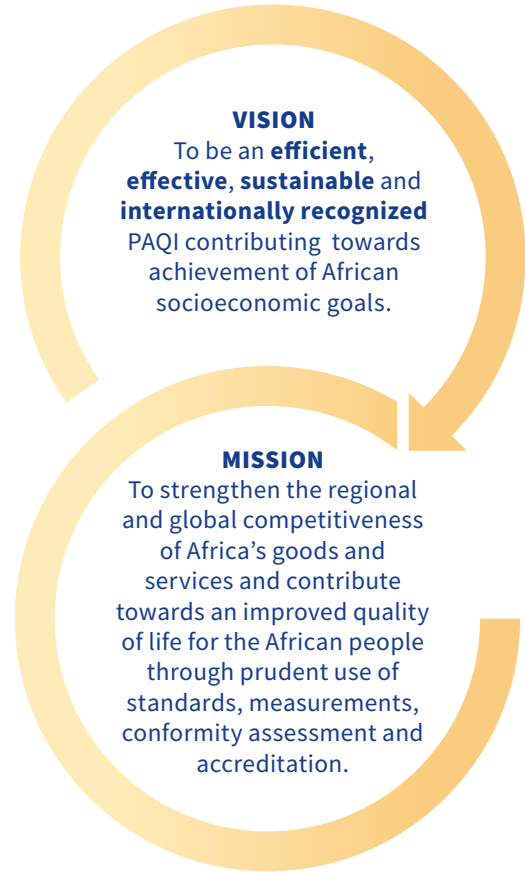 VISION
To be an efficient,
effective, sustainable and
internationally recognized
PAQI contributing towards
achievement of African
socioeconomic goals.
MISSION
To strengthen the regional
and global competitiveness
of Africa’s goods and
services and contribute
towards an improved quality
of life for the African people
through prudent use of
standards, measurements,
conformity assessment and
accreditation.